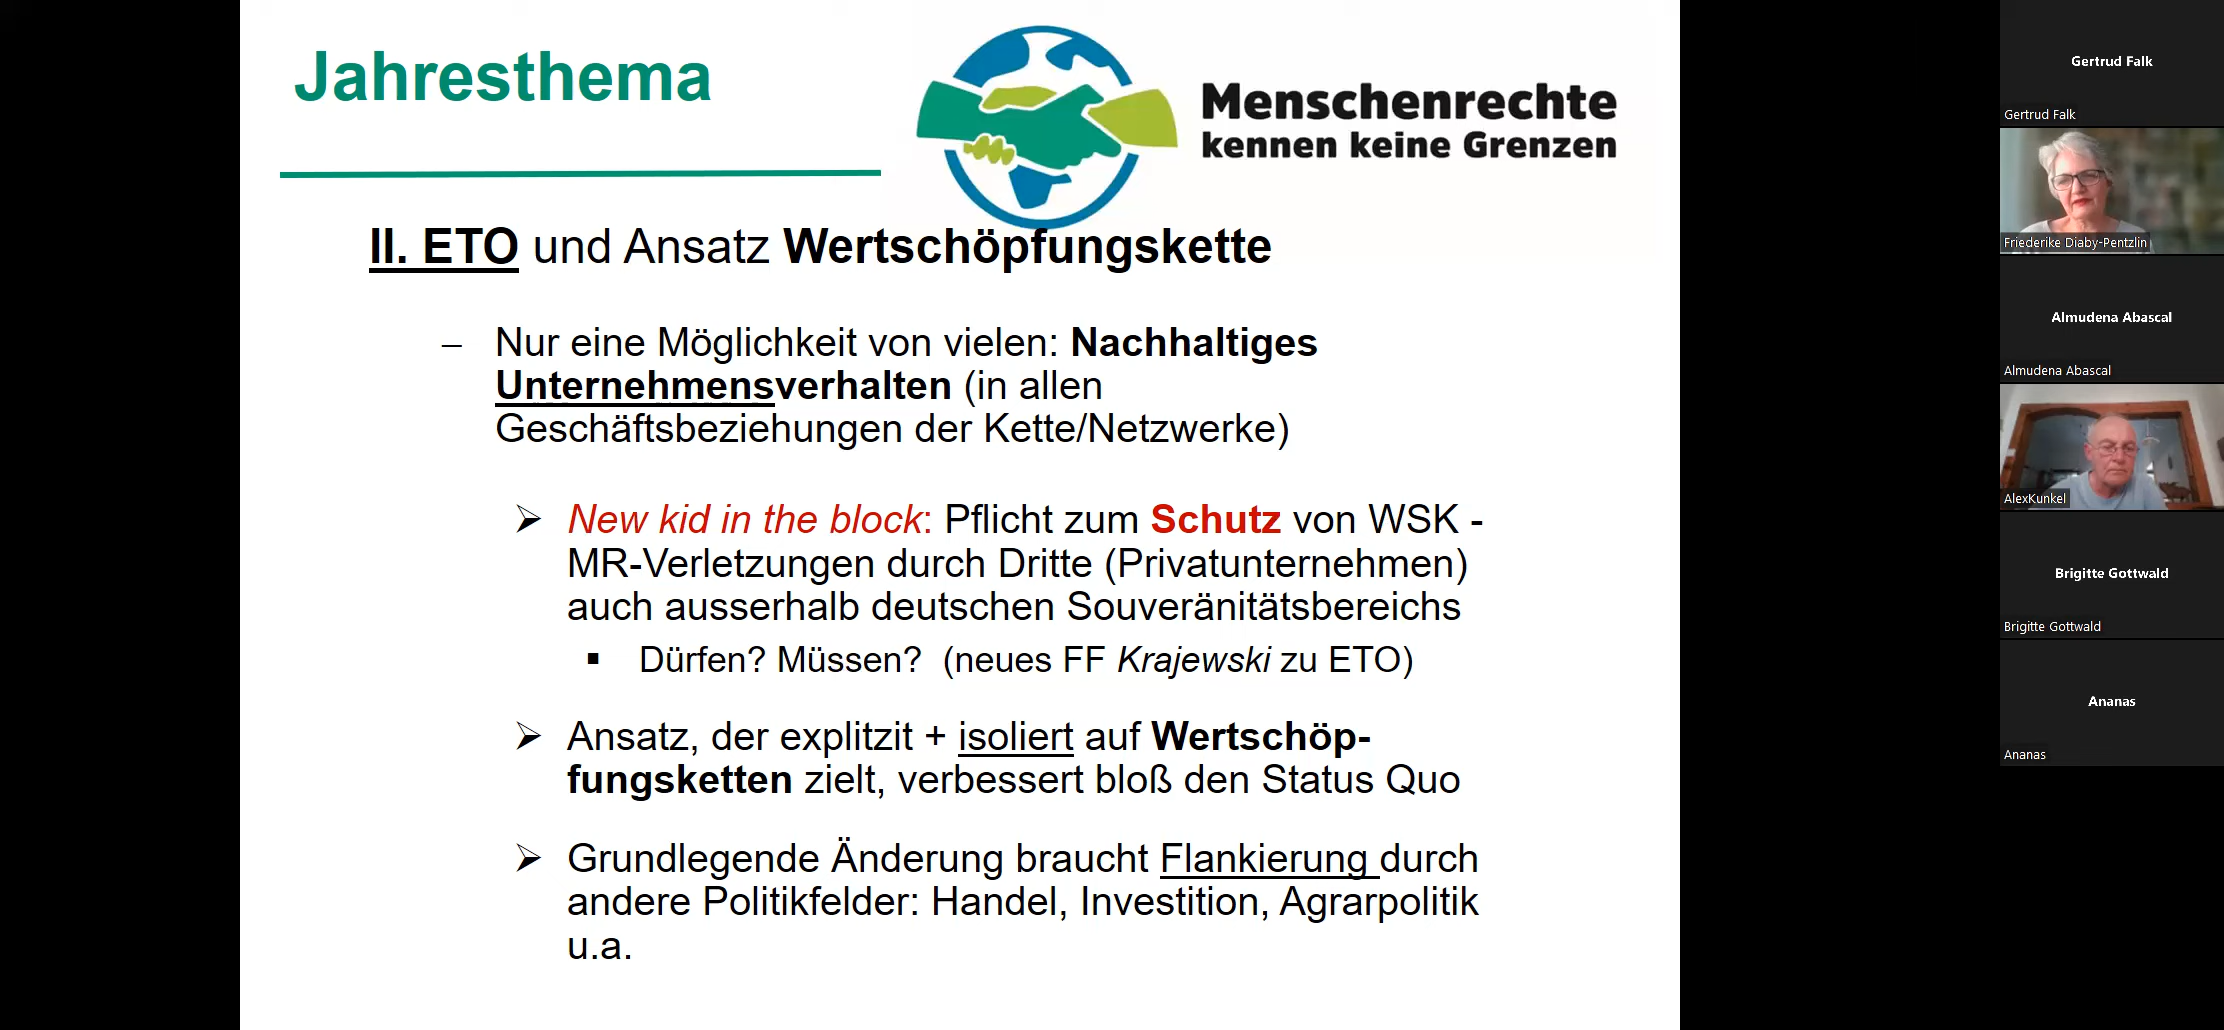 Jahresthema
Menschenrechte
kennen keine Grenzen
II. ETO und Ansatz Wertschöpfungskette
– Nur eine Möglichkeit von vielen: Nachhaltiges
Unternehmensverhalten (in allen
Geschäftsbeziehungen der Kette/Netzwerke)
➢ New kid in the block: Pflicht zum Schutz von WSK -
MR-Verletzungen durch Dritte (Privatunternehmen)
auch ausserhalb deutschen Souveränitätsbereichs
▪ Dürfen? Müssen? (neues FF Krajewski zu ETO)
➢ Ansatz, der explitzit + isoliert auf Wertschöp-
fungsketten zielt, verbessert bloß den Status Quo
➢ Grundlegende Änderung braucht Flankierung durch
andere Politikfelder: Handel, Investition, Agrarpolitik
u.a.
Gertrud Falk
Gertrud Falk
Friederike Diaby-Pentzlin
Almudena Abascal
Almudena Abascal
AlexKunkel
Brigitte Gottwald
Brigitte Gottwald
Ananas
Ananas